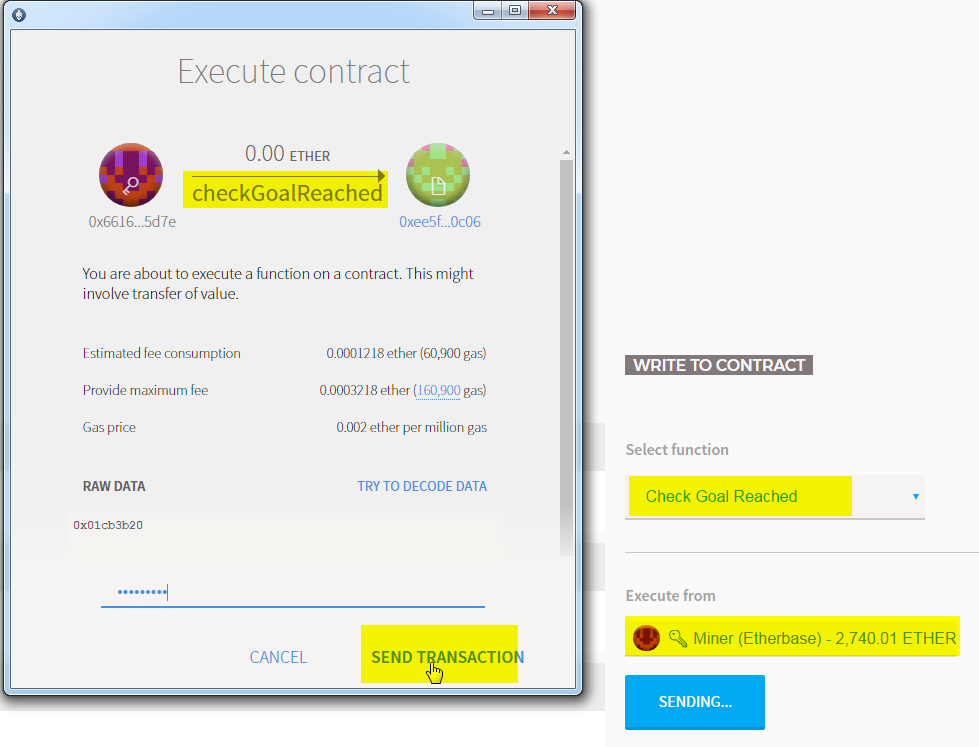 Execute contract
0.00 ETHER
checkGoalReached
0x6616...5d7e
0xee5f...0c06
You are about to execute a function on a contract. This might
involve transfer of value.
Estimated fee consumption 0.0001218 ether (60,900 gas)
Provide maximum fee 0.0003218 ether (160,900 gas)
Gas price 0.002 ether per million gas
RAW DATA TRY TO DECODE DATA
0x01cb3b20
•••••••••
CANCEL SEND TRANSACTION
WRITE TO CONTRACT
Select function
Check Goal Reached
Execute from
Miner (Etherbase) - 2,740.01 ETHER
SENDING...